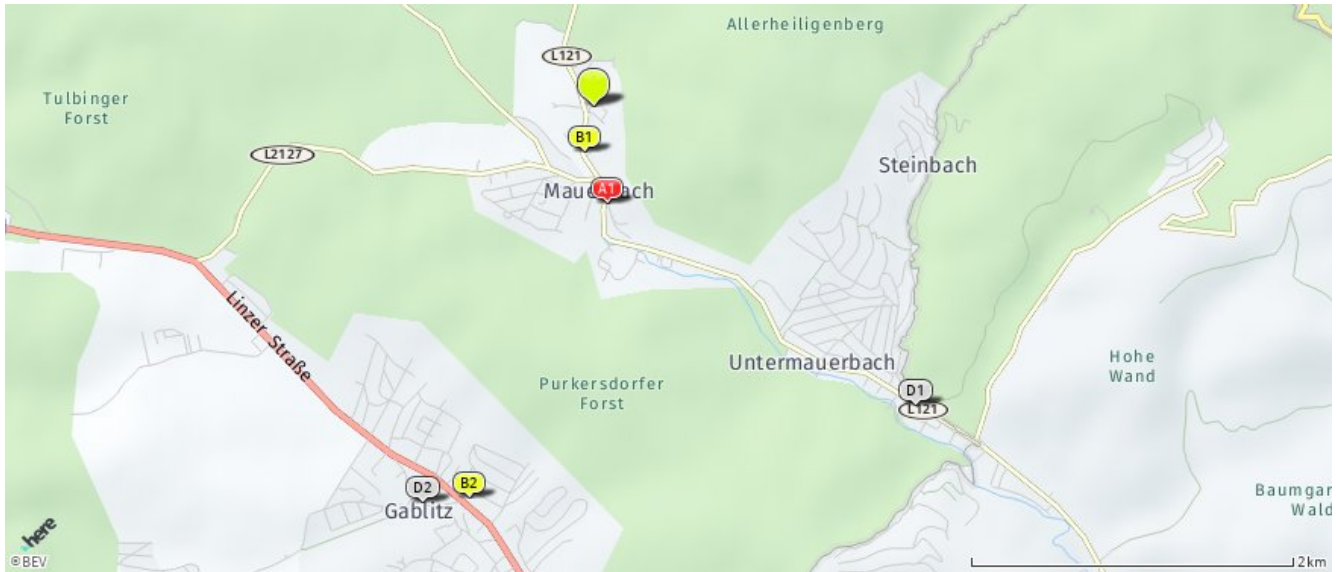 Allerheiligenberg
L121
Tulbinger
Forst
B1
L2127
Steinbach
Mauerbach
A1
Linzer Straße
Untermauerbach
Hohe
Wand
Purkersdorfer
Forst
D1
L121
B2
D2
Gablitz
Baumgar
Wald
here
©BEV
2km